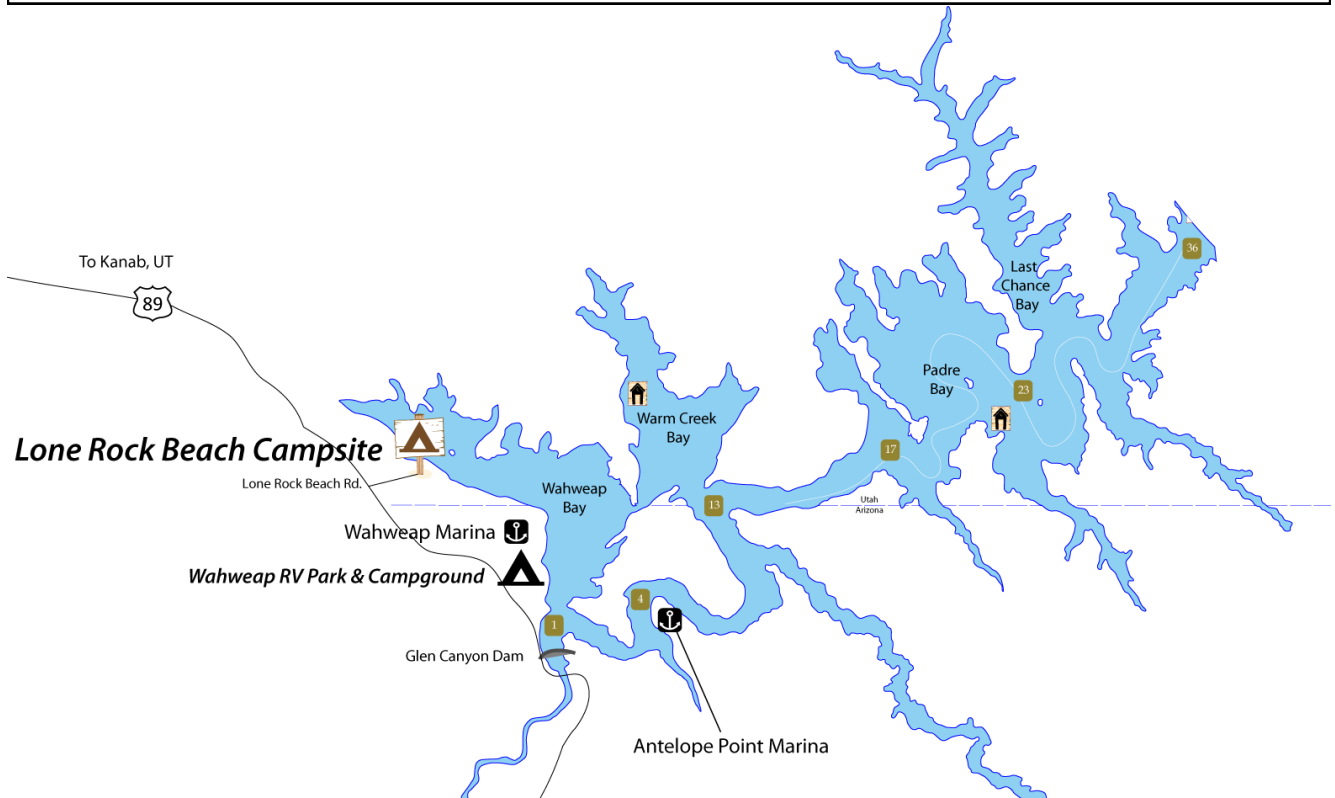 To Kanab, UT
89
Last
Chance
Bay
36
Padre
Bay
23
Warm Creek
Bay
Lone Rock Beach Campsite
17
Lone Rock Beach Rd.
Wahweap
Bay
13
Utah
Arizona
Wahweap Marina
Wahweap RV Park & Campground
4
1
Glen Canyon Dam
Antelope Point Marina